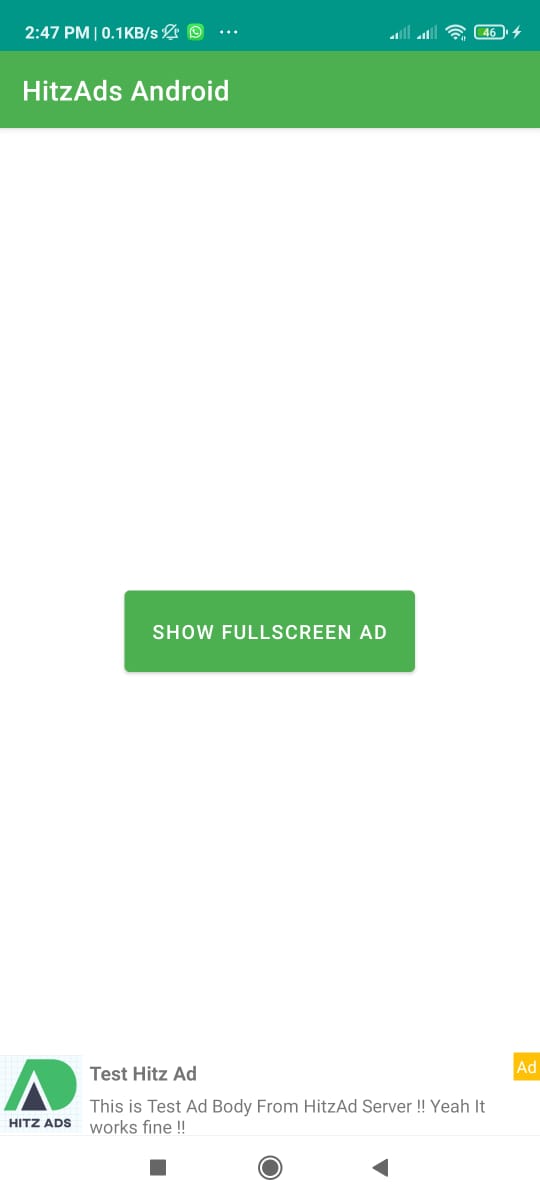 2:47 PM | 0.1KB/s ... 46
HitzAds Android
SHOW FULLSCREEN AD
Test Hitz Ad
Ad
This is Test Ad Body From HitzAd Server !! Yeah It
works fine !!
HITZ ADS